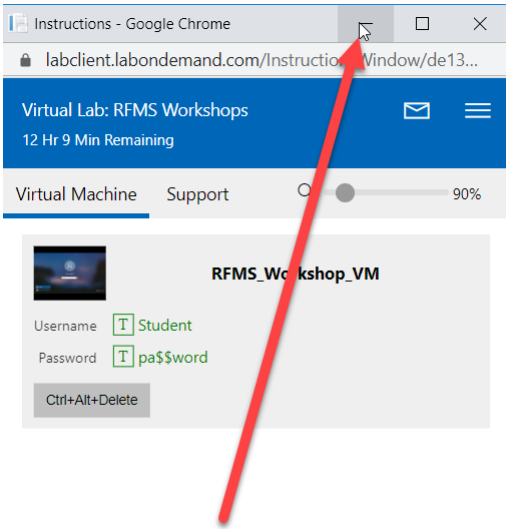 Instructions - Google Chrome
labclient.labondemand.com/Instruction Window/de13...
Virtual Lab: RFMS Workshops
12 Hr 9 Min Remaining
Virtual Machine Support 90%
RFMS_Workshop_VM
Username T Student
Password T pa$$word
Ctrl+Alt+Delete